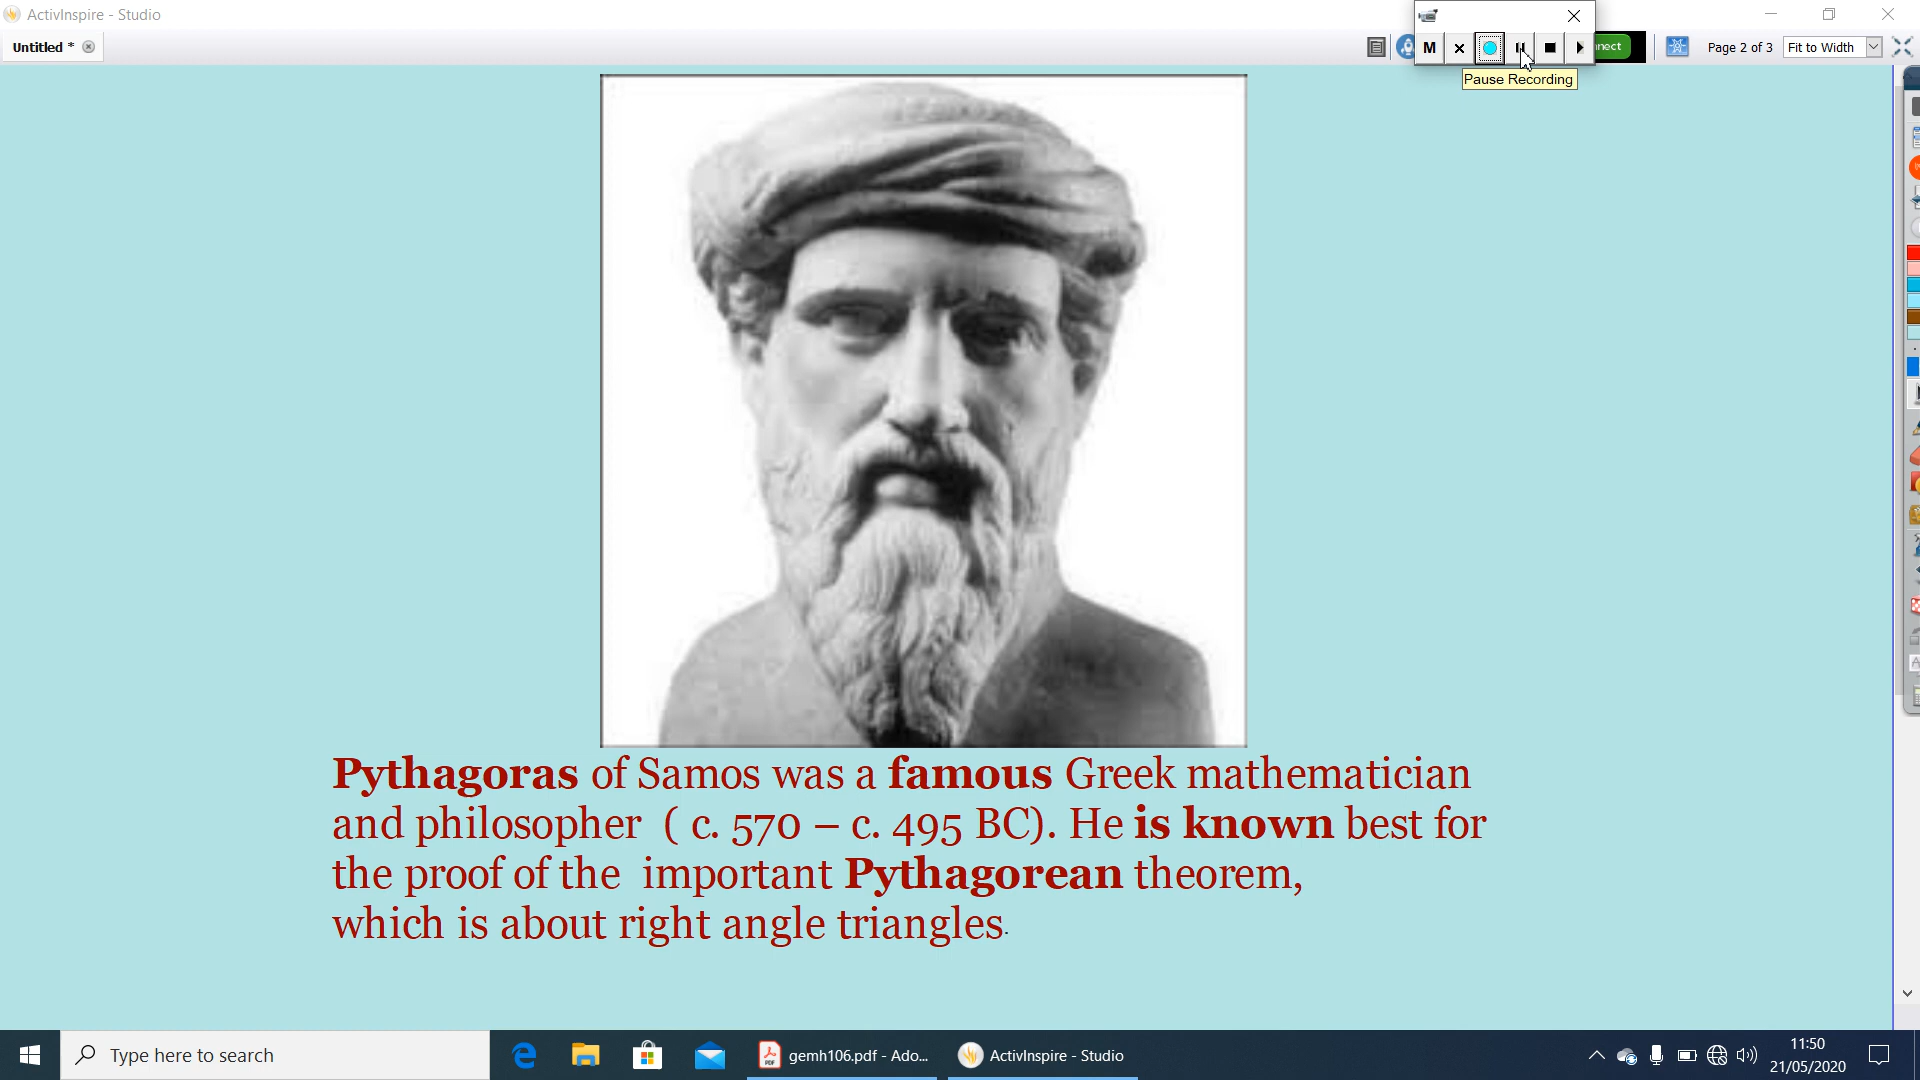 ActivInspire - Studio
Untitled *
M
nnect
Page 2 of 3
Fit to Width
Pause Recording
Pythagoras of Samos was a famous Greek mathematician
and philosopher ( c. 570 – c. 495 BC). He is known best for
the proof of the important Pythagorean theorem,
which is about right angle triangles.
Type here to search
gemh106.pdf - Ado...
ActivInspire - Studio
11:50
21/05/2020